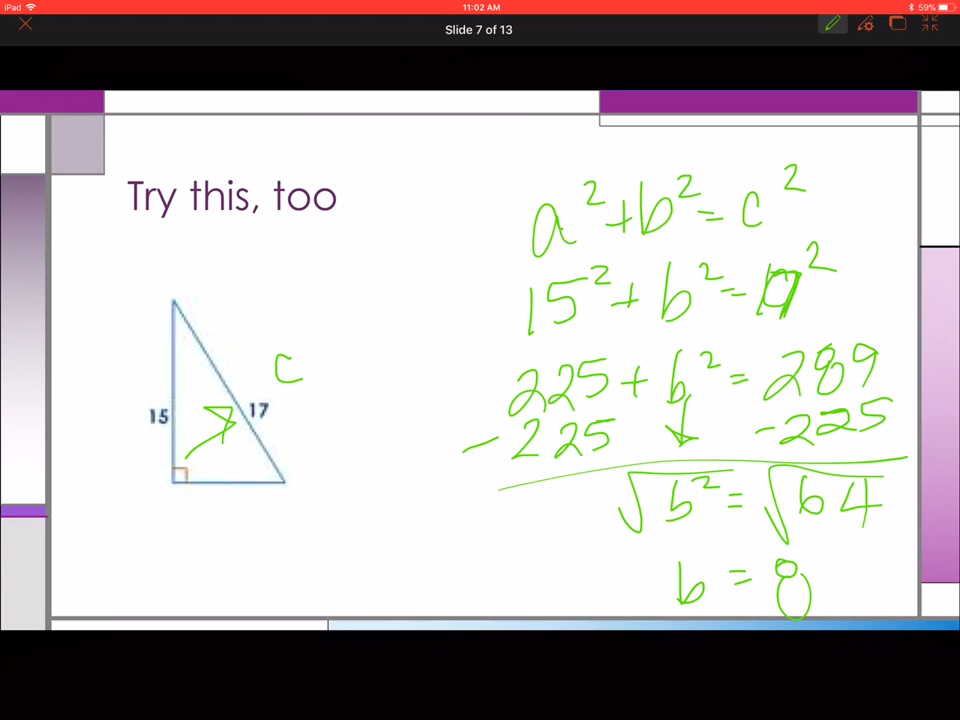 iPad 11:02 AM 59%
Slide 7 of 13
Try this, too
a² + b² = c²
15² + b² = 17²
225 + b² = 289
-225 -225
√b² = √64
b = 8
c
15
17